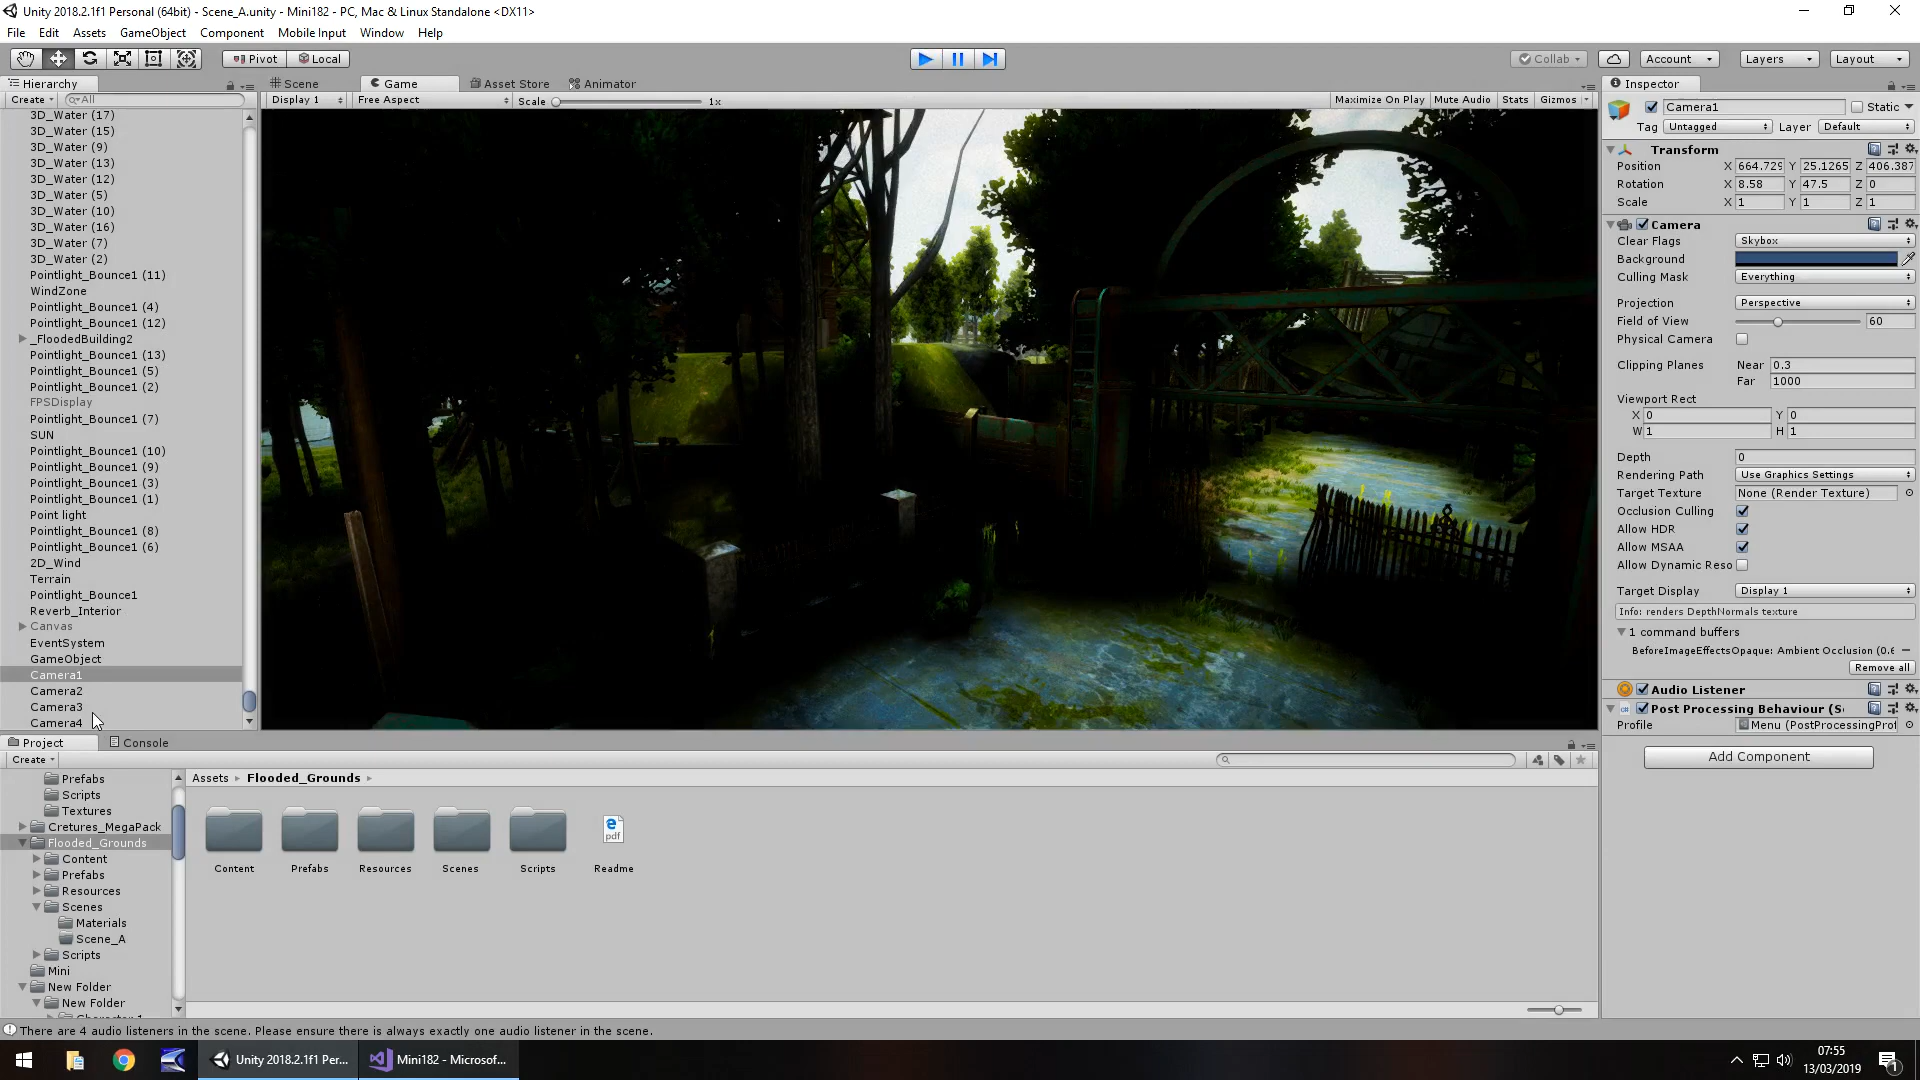 Unity 2018.2.1f1 Personal (64bit) - Scene_A.unity - Mini182 - PC, Mac & Linux Standalone <DX11>
File Edit Assets GameObject Component Mobile Input Window Help
Pivot Local Collab Account Layers Layout
Hierarchy Scene Game Asset Store Animator Inspector
Create All Display 1 Free Aspect Scale 1x Maximize On Play Mute Audio Stats Gizmos
3D_Water (17)
3D_Water (15)
3D_Water (9)
3D_Water (13)
3D_Water (12)
3D_Water (5)
3D_Water (10)
3D_Water (16)
3D_Water (7)
3D_Water (2)
Pointlight_Bounce1 (11)
WindZone
Pointlight_Bounce1 (4)
Pointlight_Bounce1 (12)
_FloodedBuilding2
Pointlight_Bounce1 (13)
Pointlight_Bounce1 (5)
Pointlight_Bounce1 (2)
FPSDisplay
Pointlight_Bounce1 (7)
SUN
Pointlight_Bounce1 (10)
Pointlight_Bounce1 (9)
Pointlight_Bounce1 (3)
Pointlight_Bounce1 (1)
Point light
Pointlight_Bounce1 (8)
Pointlight_Bounce1 (6)
2D_Wind
Terrain
Pointlight_Bounce1
Reverb_Interior
Canvas
EventSystem
GameObject
Camera1
Camera2
Camera3
Camera4
Camera1 Static
Tag Untagged Layer Default
Transform
Position X 664.729 Y 25.1265 Z 406.387
Rotation X 8.58 Y 47.5 Z 0
Scale X 1 Y 1 Z 1
Camera
Clear Flags Skybox
Background
Culling Mask Everything
Projection Perspective
Field of View 60
Physical Camera
Clipping Planes Near 0.3
Far 1000
Viewport Rect
X 0 Y 0
W 1 H 1
Depth 0
Rendering Path Use Graphics Settings
Target Texture None (Render Texture)
Occlusion Culling
Allow HDR
Allow MSAA
Allow Dynamic Reso
Target Display Display 1
Info: renders DepthNormals texture
1 command buffers
BeforeImageEffectsOpaque: Ambient Occlusion (0.6
Remove all
Audio Listener
Post Processing Behaviour (S
Profile Menu (PostProcessingProf
Add Component
Project Console
Create
Prefabs
Scripts
Textures
Cretures_MegaPack
Flooded_Grounds
Content
Prefabs
Resources
Scenes
Materials
Scene_A
Scripts
Mini
New Folder
New Folder
Assets Flooded_Grounds
pdf
Content Prefabs Resources Scenes Scripts Readme
There are 4 audio listeners in the scene. Please ensure there is always exactly one audio listener in the scene.
Unity 2018.2.1f1 Per... Mini182 - Microsof...
07:55
13/03/2019
1